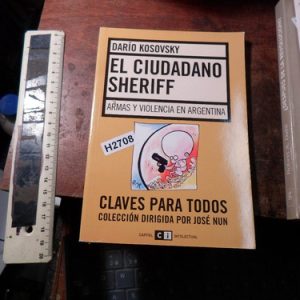 DARÍO KOSOVSKY
EL CIUDADANO
SHERIFF
ARMAS Y VIOLENCIA EN ARGENTINA
H2708
CLAVES PARA TODOS
COLECCIÓN DIRIGIDA POR JOSÉ NUN
CAPITAL
Ci
INTELECTUAL